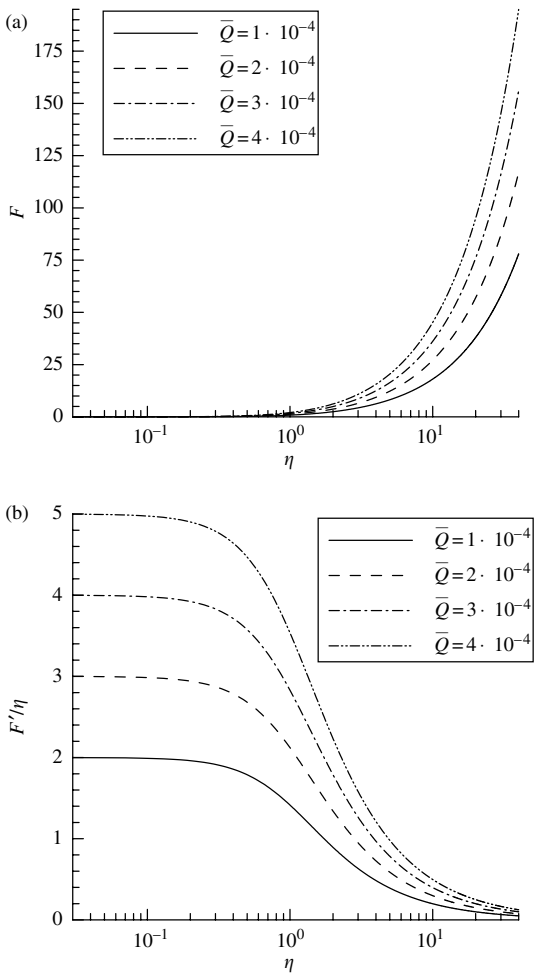 (a)
175
150
125
100
75
50
25
0
F
Q̅ = 1 · 10⁻⁴
Q̅ = 2 · 10⁻⁴
Q̅ = 3 · 10⁻⁴
Q̅ = 4 · 10⁻⁴
10⁻¹
10⁰
10¹
η
(b)
5
4
3
2
1
0
F′/η
Q̅ = 1 · 10⁻⁴
Q̅ = 2 · 10⁻⁴
Q̅ = 3 · 10⁻⁴
Q̅ = 4 · 10⁻⁴
10⁻¹
10⁰
10¹
η